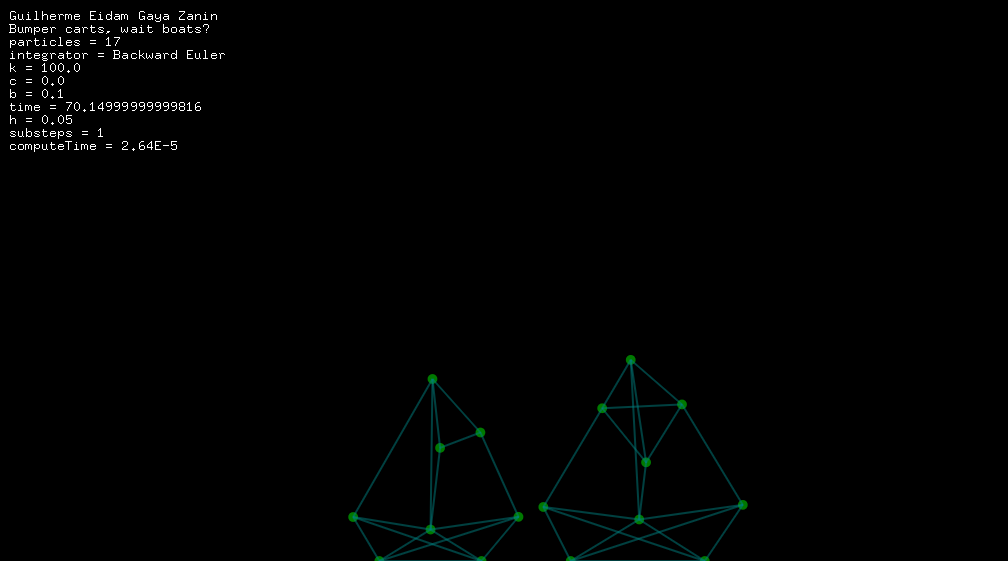 Guilherme Eidam Gaya Zanin
Bumper carts, wait boats?
particles = 17
integrator = Backward Euler
k = 100.0
c = 0.0
b = 0.1
time = 70.14999999999816
h = 0.05
substeps = 1
computeTime = 2.64E-5